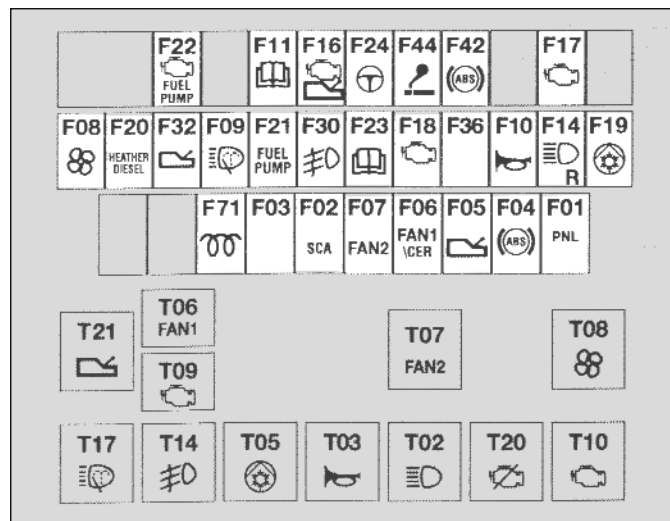 F22 F11 F16 F24 F44 F42 F17
FUEL
PUMP
(ABS)
F08 F20 F32 F09 F21 F30 F23 F18 F36 F10 F14 F19
HEATHER
DIESEL
FUEL
PUMP
R
F71 F03 F02 F07 F06 F05 F04 F01
SCA
FAN2
FAN1
\CER
(ABS)
PNL
T21
T06
FAN1
T09
T07
FAN2
T08
T17 T14 T05 T03 T02 T20 T10